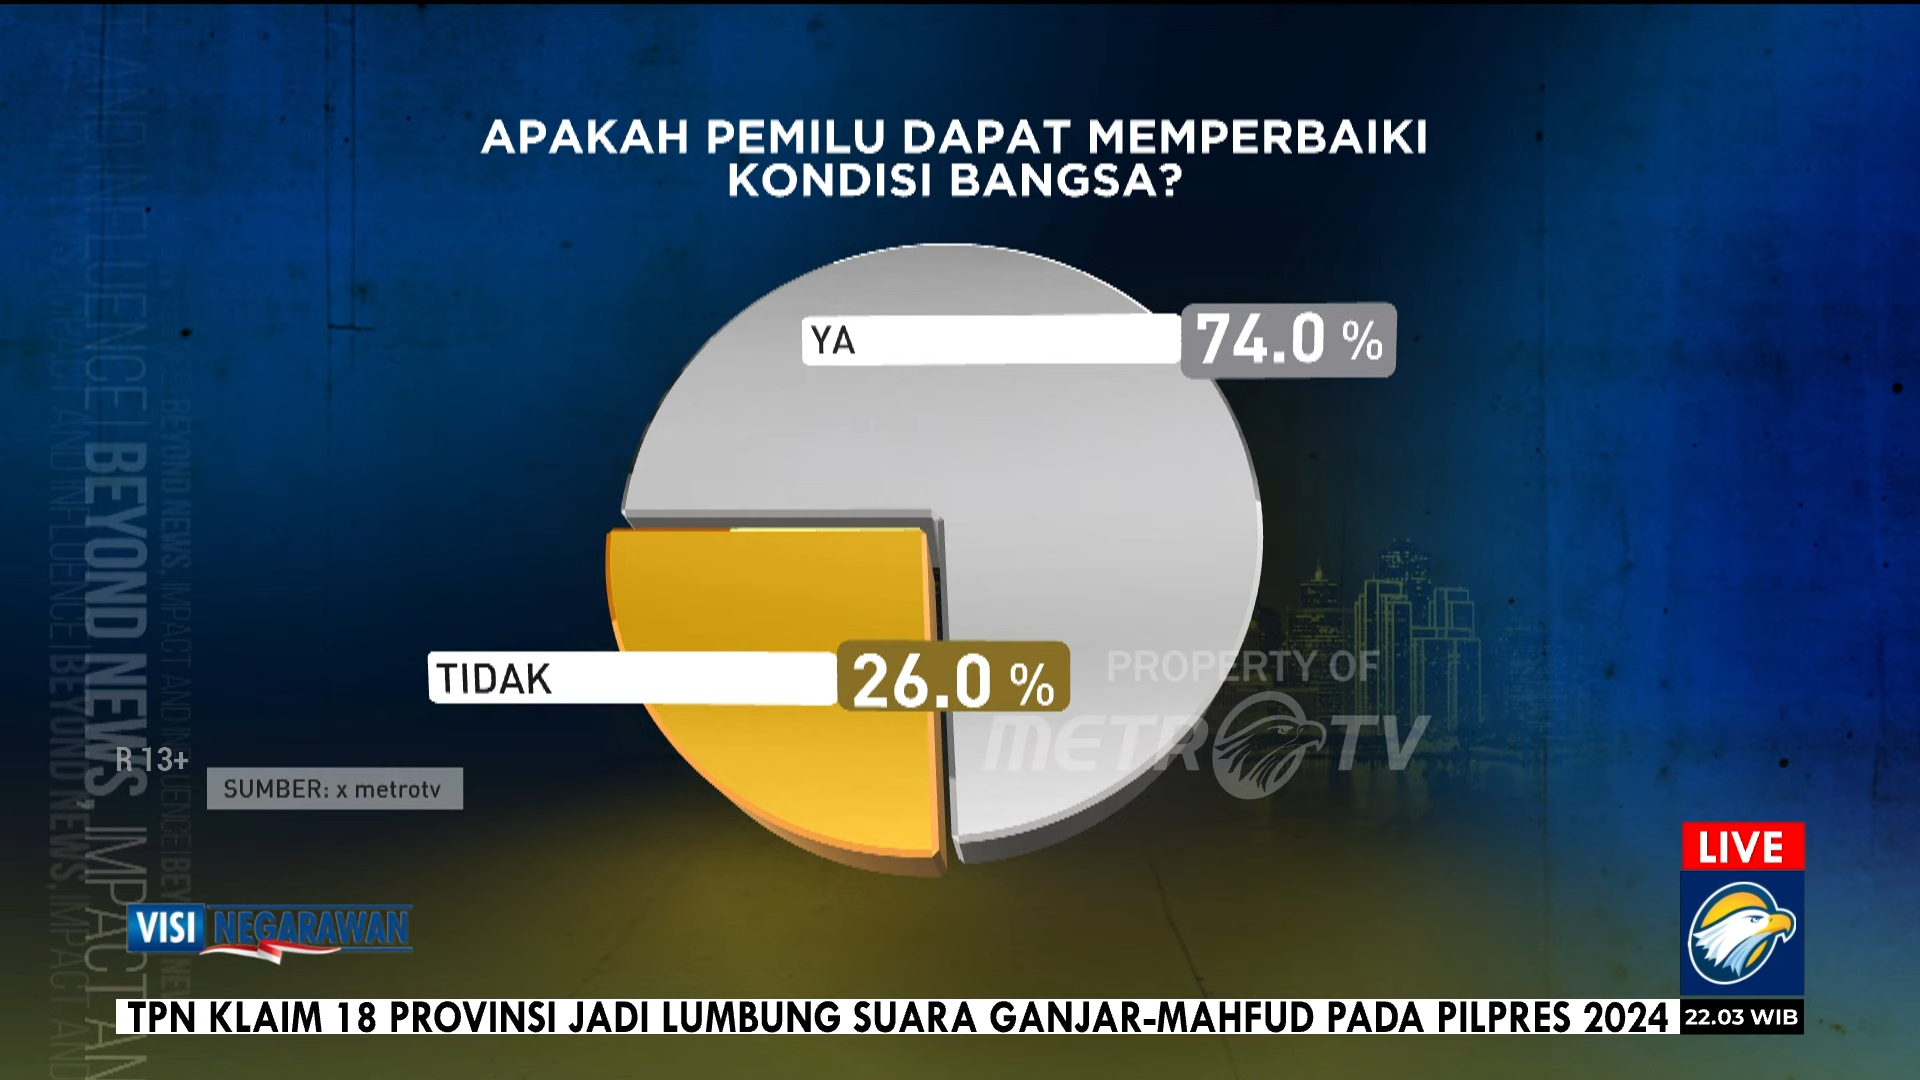 APAKAH PEMILU DAPAT MEMPERBAIKI
KONDISI BANGSA?
YA 74.0 %
TIDAK 26.0 %
PROPERTY OF
METRO TV
R 13+
SUMBER: x metrotv
BEYOND NEWS, IMPACT AN
LIVE
VISI NEGARAWAN
TPN KLAIM 18 PROVINSI JADI LUMBUNG SUARA GANJAR-MAHFUD PADA PILPRES 2024
22.03 WIB